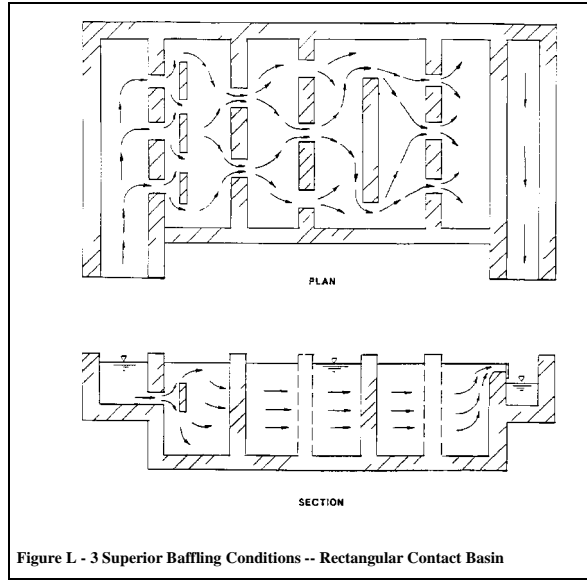 PLAN
SECTION
Figure L - 3 Superior Baffling Conditions -- Rectangular Contact Basin